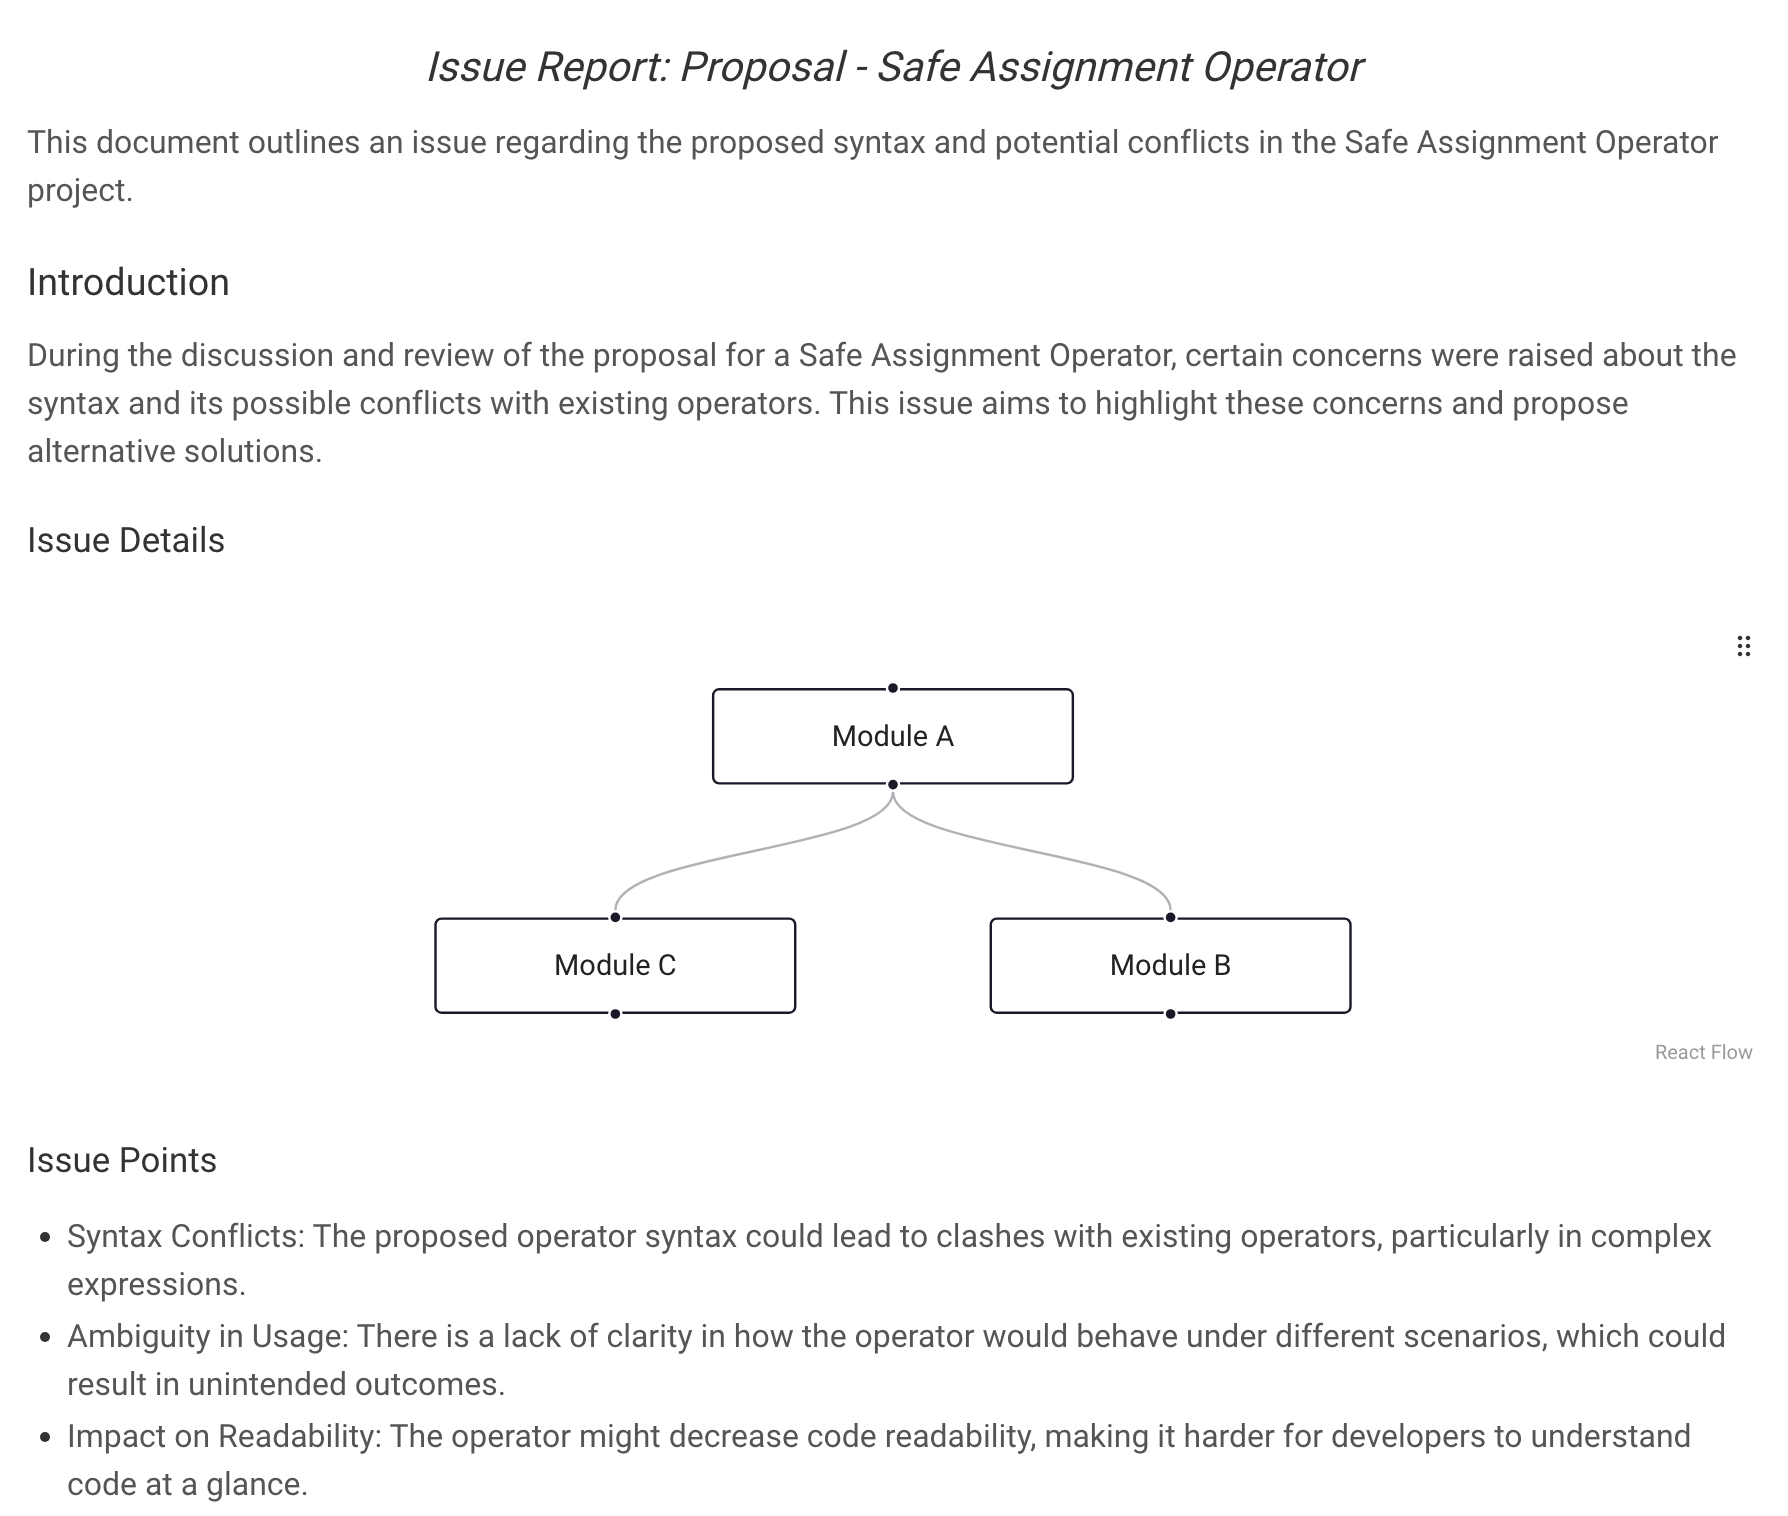 Issue Report: Proposal - Safe Assignment Operator
This document outlines an issue regarding the proposed syntax and potential conflicts in the Safe Assignment Operator
project.
Introduction
During the discussion and review of the proposal for a Safe Assignment Operator, certain concerns were raised about the
syntax and its possible conflicts with existing operators. This issue aims to highlight these concerns and propose
alternative solutions.
Issue Details
Module A
Module C
Module B
React Flow
Issue Points
Syntax Conflicts: The proposed operator syntax could lead to clashes with existing operators, particularly in complex
expressions.
Ambiguity in Usage: There is a lack of clarity in how the operator would behave under different scenarios, which could
result in unintended outcomes.
Impact on Readability: The operator might decrease code readability, making it harder for developers to understand
code at a glance.